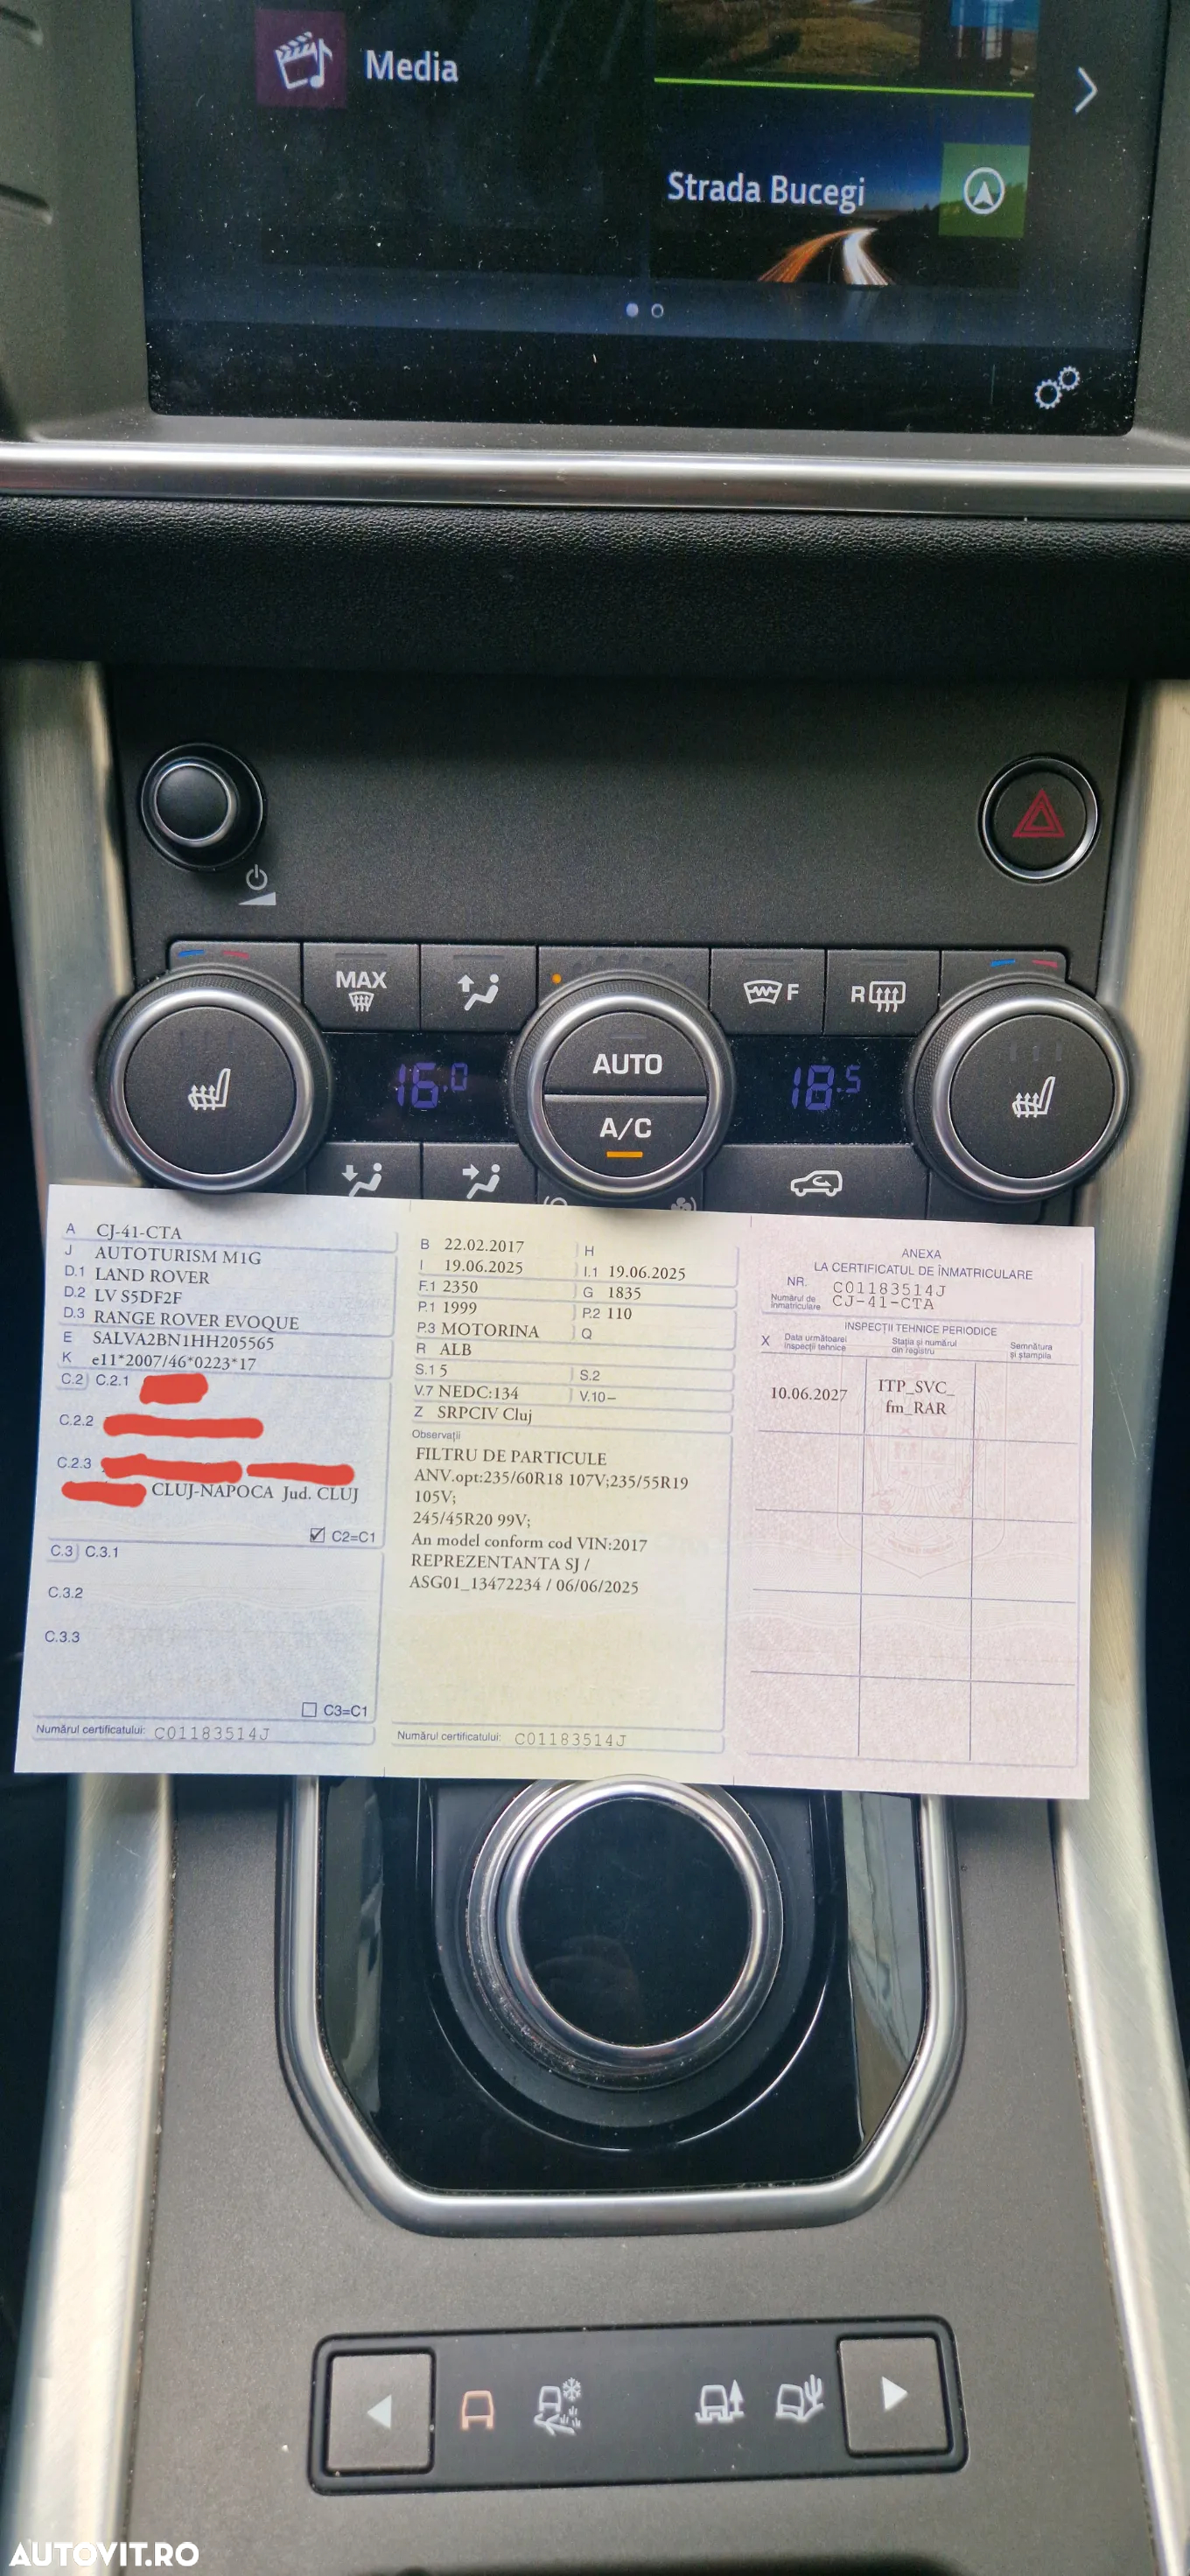 Media
Strada Bucegi
MAX
F
R
16.0
AUTO
18.5
A/C
A CJ-41-CTA
J AUTOTURISM M1G
D.1 LAND ROVER
D.2 LV S5DF2F
D.3 RANGE ROVER EVOQUE
E SALVA2BN1HH205565
K e11*2007/46*0223*17
C.2 C.2.1
C.2.2
C.2.3
CLUJ-NAPOCA Jud. CLUJ
C2=C1
C.3 C.3.1
C.3.2
C.3.3
C3=C1
Numărul certificatului: C01183514J
B 22.02.2017 H
I 19.06.2025 I.1 19.06.2025
F.1 2350 G 1835
P.1 1999 P.2 110
P.3 MOTORINA Q
R ALB
S.1 5 S.2
V.7 NEDC:134 V.10 –
Z SRPCIV Cluj
Observații
FILTRU DE PARTICULE
ANV.opt:235/60R18 107V;235/55R19
105V;
245/45R20 99V;
An model conform cod VIN:2017
REPREZENTANTA SJ /
ASG01_13472234 / 06/06/2025
Numărul certificatului: C01183514J
ANEXA
LA CERTIFICATUL DE ÎNMATRICULARE
NR. C01183514J
Numărul de înmatriculare CJ-41-CTA
INSPECȚII TEHNICE PERIODICE
X Data următoarei inspecții tehnice Stația și numărul din registru Semnătura și ștampila
10.06.2027 ITP_SVC_
fm_RAR
AUTOVIT.RO